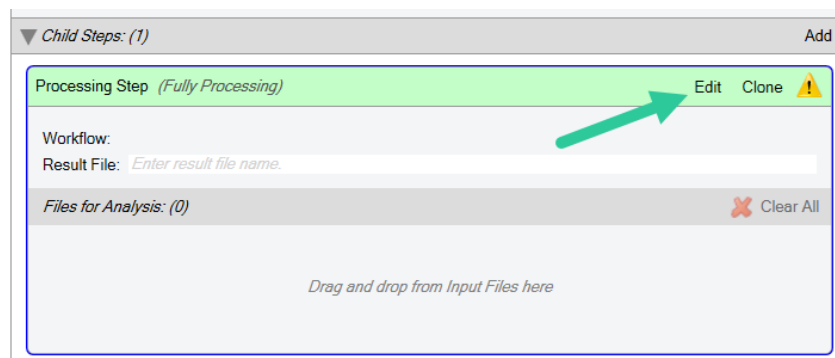 Child Steps: (1) Add
Processing Step (Fully Processing) Edit Clone
Workflow:
Result File: Enter result file name.
Files for Analysis: (0) Clear All
Drag and drop from Input Files here